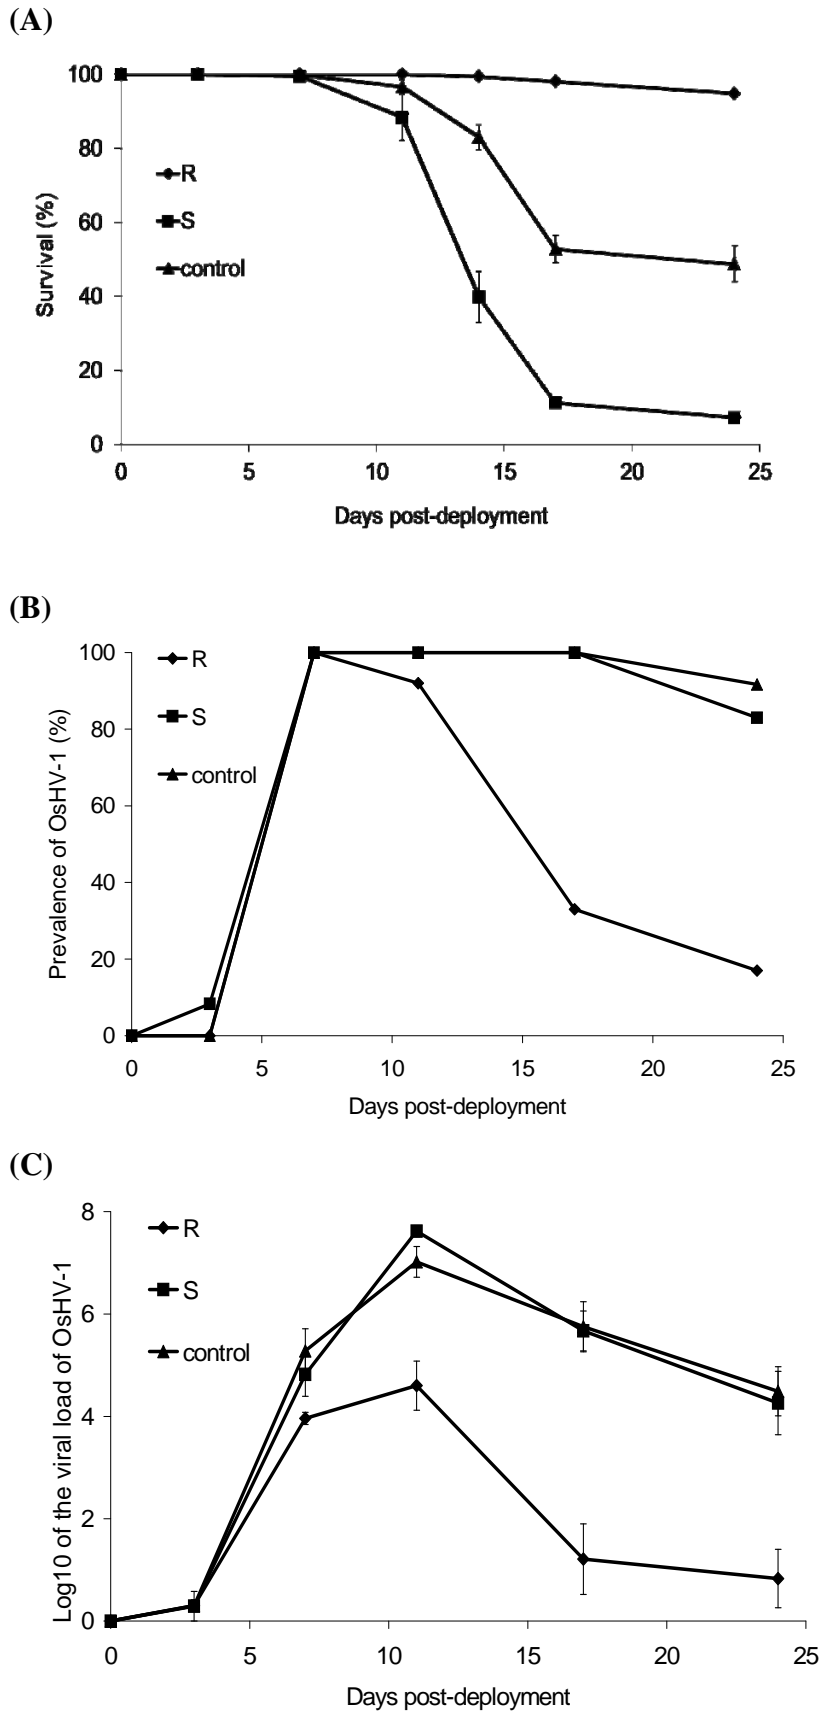 (A)
100
80
60
40
20
0
R
S
control
Survival (%)
0 5 10 15 20 25
Days post-deployment
(B)
100
80
60
40
20
0
R
S
control
Prevalence of OsHV-1 (%)
0 5 10 15 20 25
Days post-deployment
(C)
8
6
4
2
0
R
S
control
Log10 of the viral load of OsHV-1
0 5 10 15 20 25
Days post-deployment